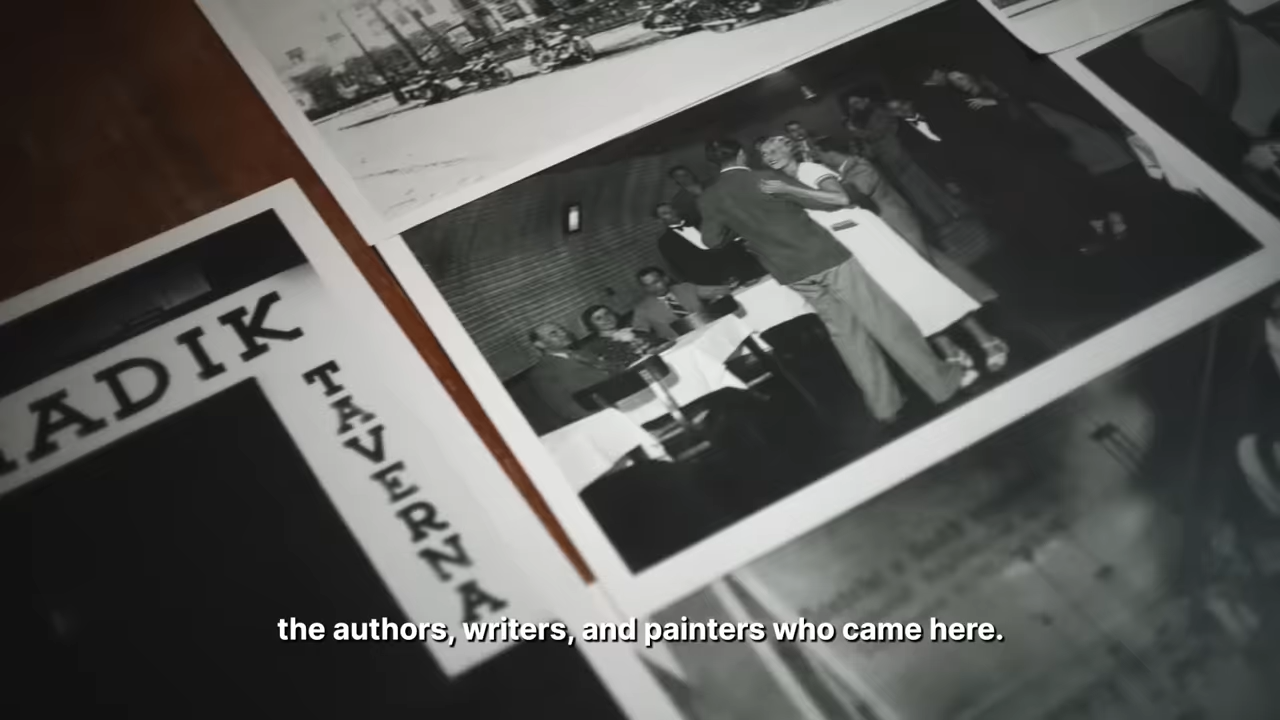 ADIK
TAVERNA
the authors, writers, and painters who came here.